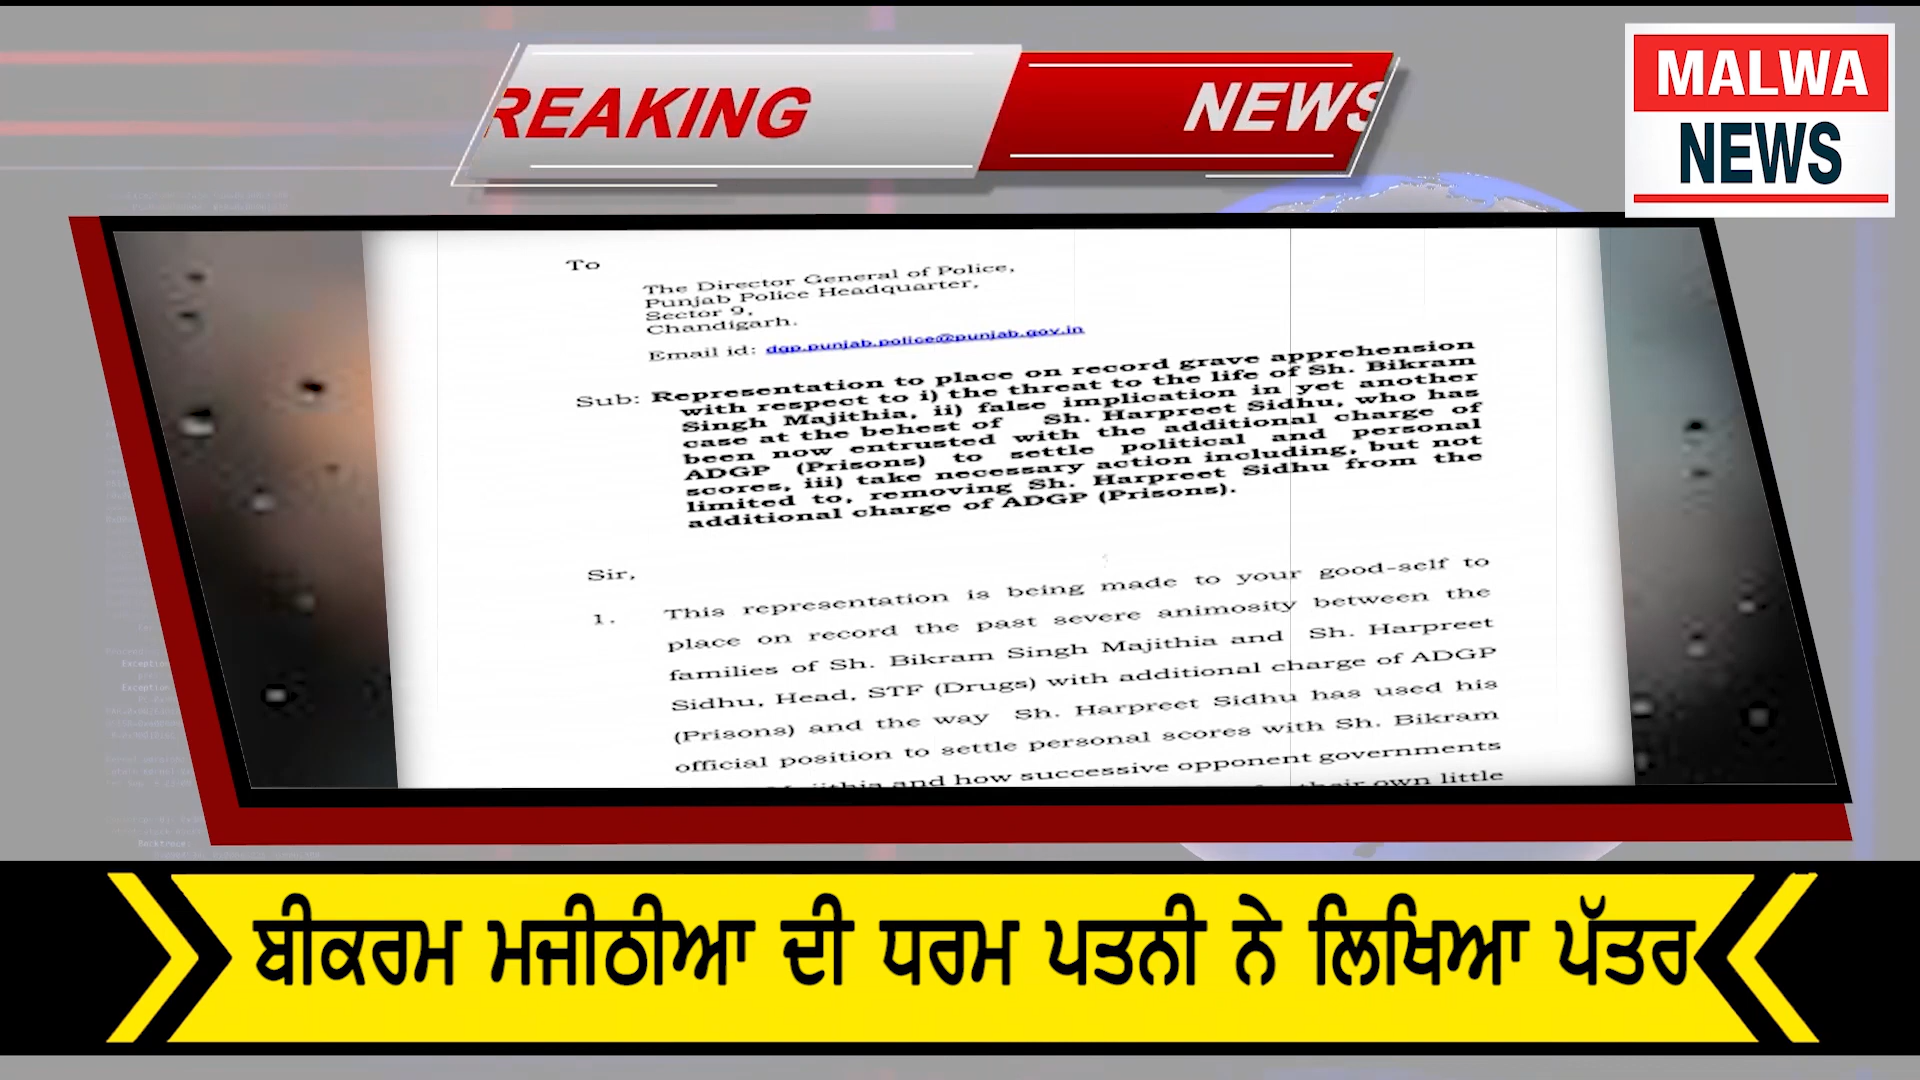 REAKING NEWS
MALWA
NEWS
To
The Director General of Police,
Punjab Police Headquarter,
Sector 9,
Chandigarh.
Email id: dgp.punjab.police@punjab.gov.in
Sub: Representation to place on record grave apprehension
with respect to i) the threat to the life of Sh. Bikram
Singh Majithia, ii) false implication in yet another
case at the behest of Sh. Harpreet Sidhu, who has
been now entrusted with the additional charge of
ADGP (Prisons) to settle political and personal
scores, iii) take necessary action including, but not
limited to, removing Sh. Harpreet Sidhu from the
additional charge of ADGP (Prisons).
Sir,
1. This representation is being made to your good-self to
place on record the past severe animosity between the
families of Sh. Bikram Singh Majithia and Sh. Harpreet
Sidhu, Head, STF (Drugs) with additional charge of ADGP
(Prisons) and the way Sh. Harpreet Sidhu has used his
official position to settle personal scores with Sh. Bikram
Majithia and how successive opponent governments
their own little
ਬੀਕਰਮ ਮਜੀਠੀਆ ਦੀ ਧਰਮ ਪਤਨੀ ਨੇ ਲਿਖਿਆ ਪੱਤਰ